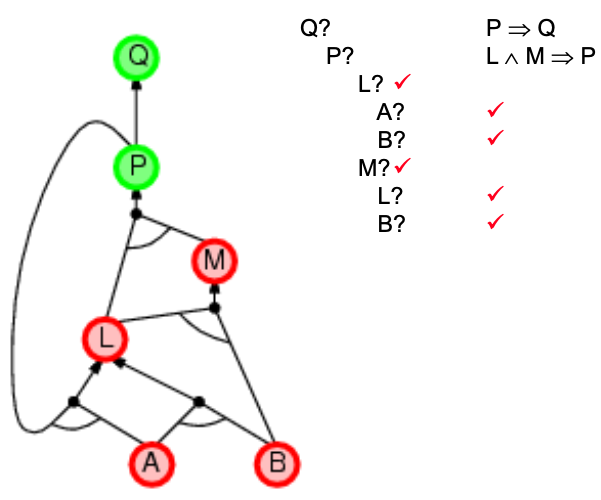 Q? P ⇒ Q
P? L ∧ M ⇒ P
L? ✓
A? ✓
B? ✓
M? ✓
L? ✓
B? ✓
Q
P
M
L
A
B